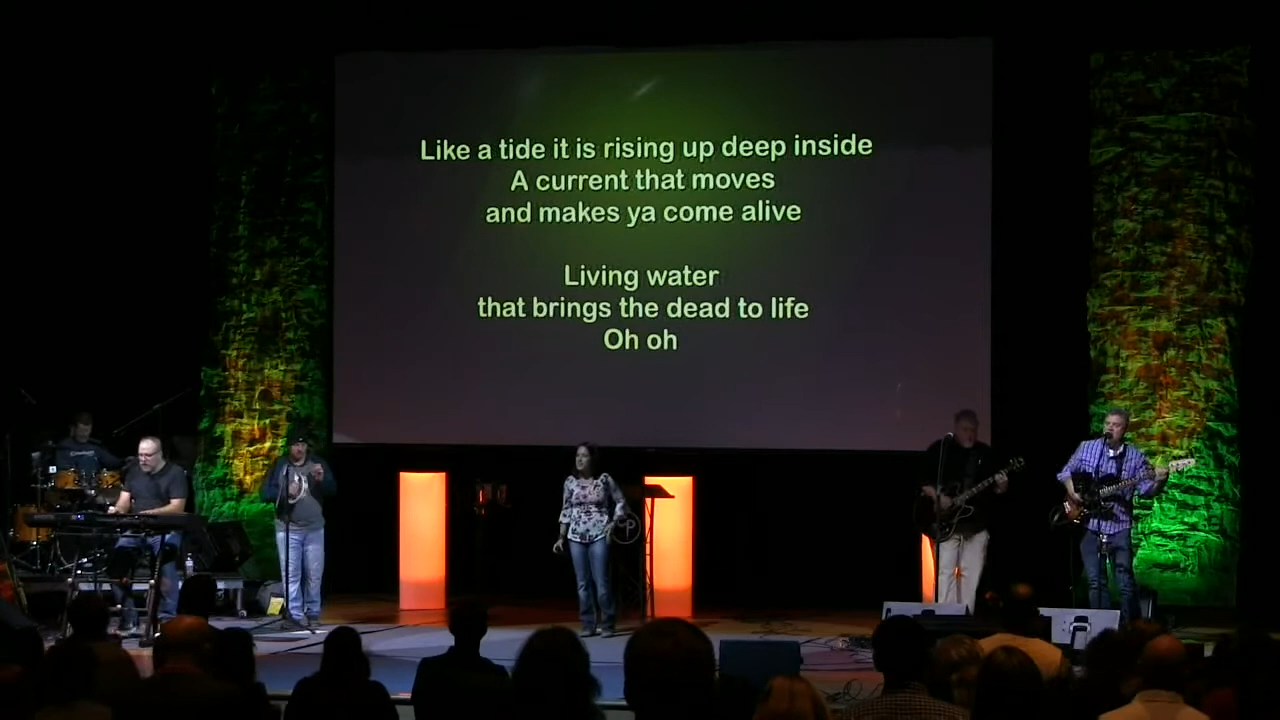 Like a tide it is rising up deep inside
A current that moves
and makes ya come alive
Living water
that brings the dead to life
Oh oh